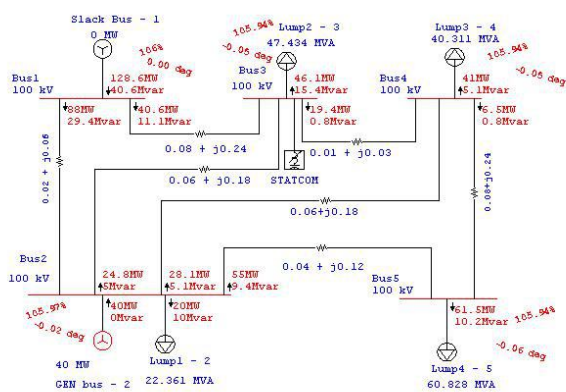 Slack Bus - 1
0 MW
106%
0.00 deg
Bus1
100 kV
128.6MW
40.6Mvar
88MW
29.4Mvar
40.6MW
11.1Mvar
Lump2 - 3
47.434 MVA
105.94%
-0.05 deg
Bus3
100 kV
46.1MW
15.4Mvar
19.4MW
0.8Mvar
Lump3 - 4
40.311 MVA
105.94%
-0.05 deg
Bus4
100 kV
41MW
5.1Mvar
6.5MW
0.8Mvar
0.02 + j0.06
0.08 + j0.24
0.01 + j0.03
STATCOM
0.06 + j0.18
0.06+j0.18
0.08+j0.24
0.04 + j0.12
Bus2
100 kV
24.8MW
5Mvar
28.1MW
5.1Mvar
55MW
9.4Mvar
105.97%
-0.02 deg
40MW
0Mvar
20MW
10Mvar
40 MW
GEN bus - 2
Lump1 - 2
22.361 MVA
Bus5
100 kV
61.5MW
10.2Mvar
105.94%
-0.06 deg
Lump4 - 5
60.828 MVA